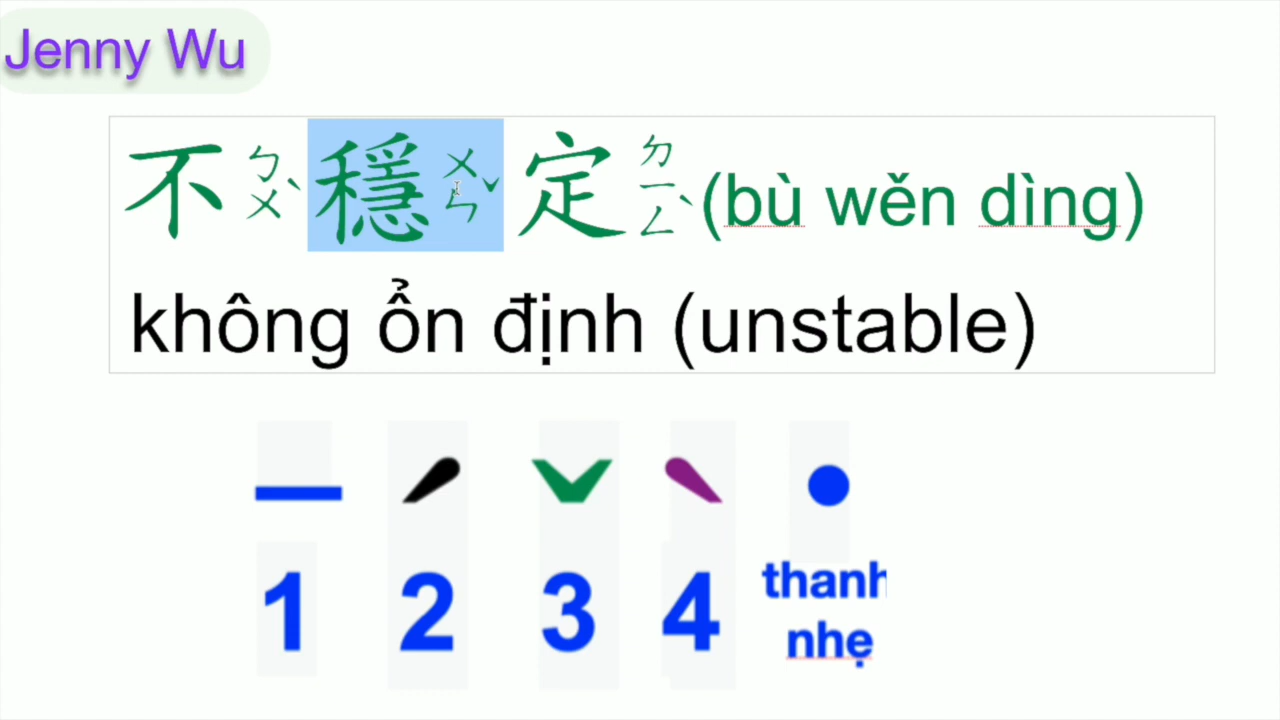 Jenny Wu
不ㄅㄨˋ穩ㄨㄣˇ定ㄉㄧㄥˋ(bù wěn dìng)
không ổn định (unstable)
1 2 3 4 thanh
nhẹ